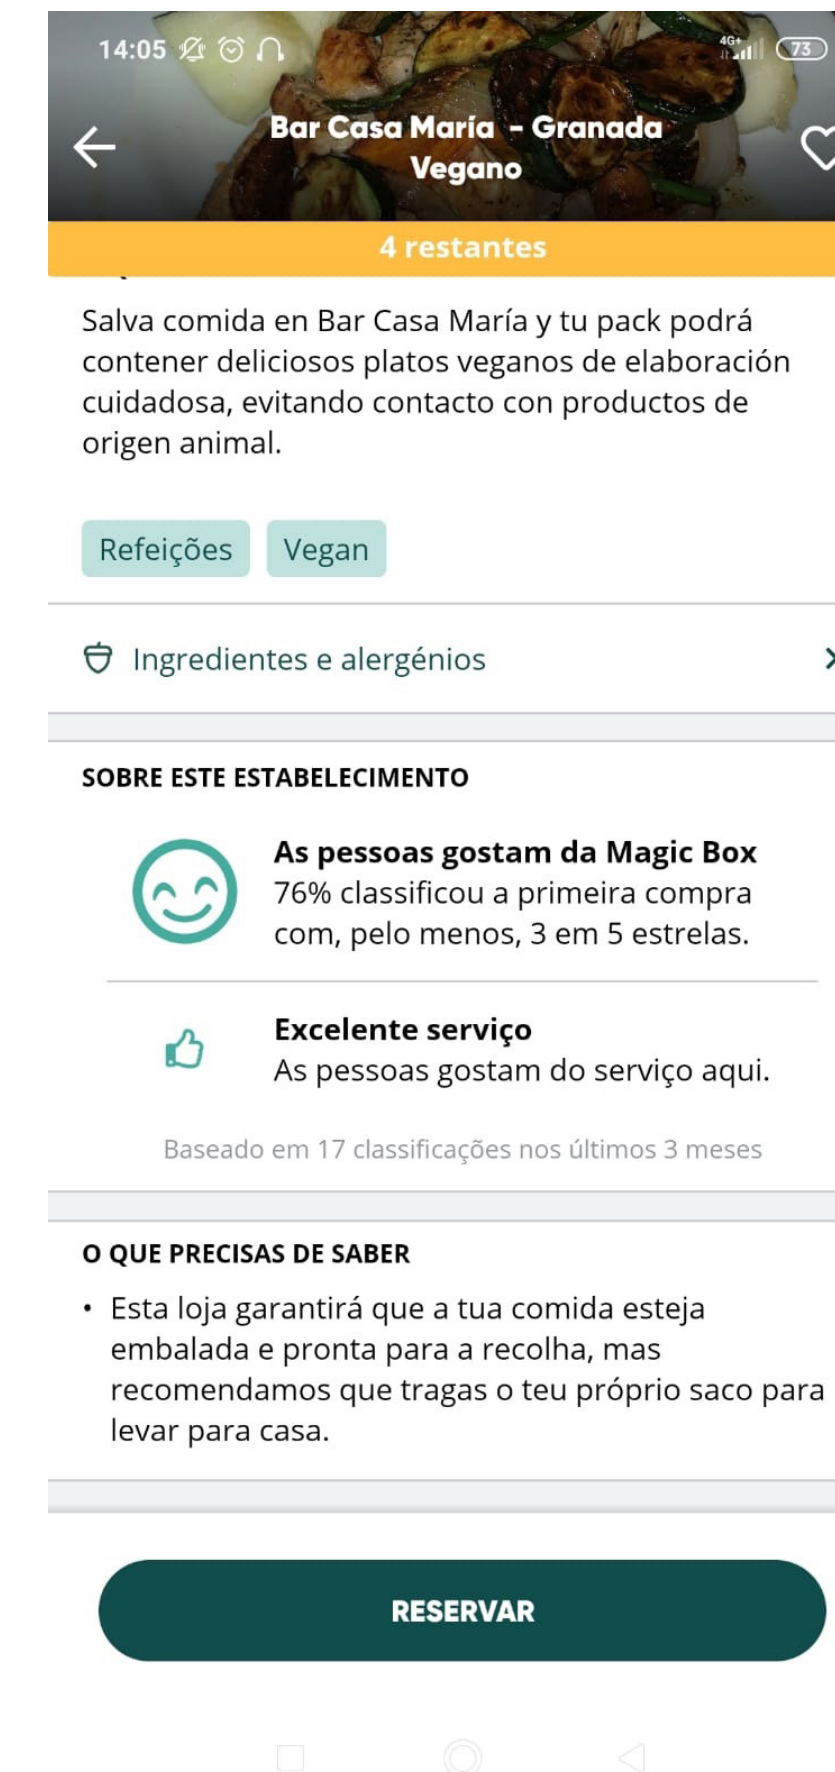 14:05
4G+
73
Bar Casa María - Granada
Vegano
4 restantes
Salva comida en Bar Casa María y tu pack podrá
contener deliciosos platos veganos de elaboración
cuidadosa, evitando contacto con productos de
origen animal.
Refeições
Vegan
Ingredientes e alergénios
SOBRE ESTE ESTABELECIMENTO
As pessoas gostam da Magic Box
76% classificou a primeira compra
com, pelo menos, 3 em 5 estrelas.
Excelente serviço
As pessoas gostam do serviço aqui.
Baseado em 17 classificações nos últimos 3 meses
O QUE PRECISAS DE SABER
• Esta loja garantirá que a tua comida esteja
embalada e pronta para a recolha, mas
recomendamos que tragas o teu próprio saco para
levar para casa.
RESERVAR